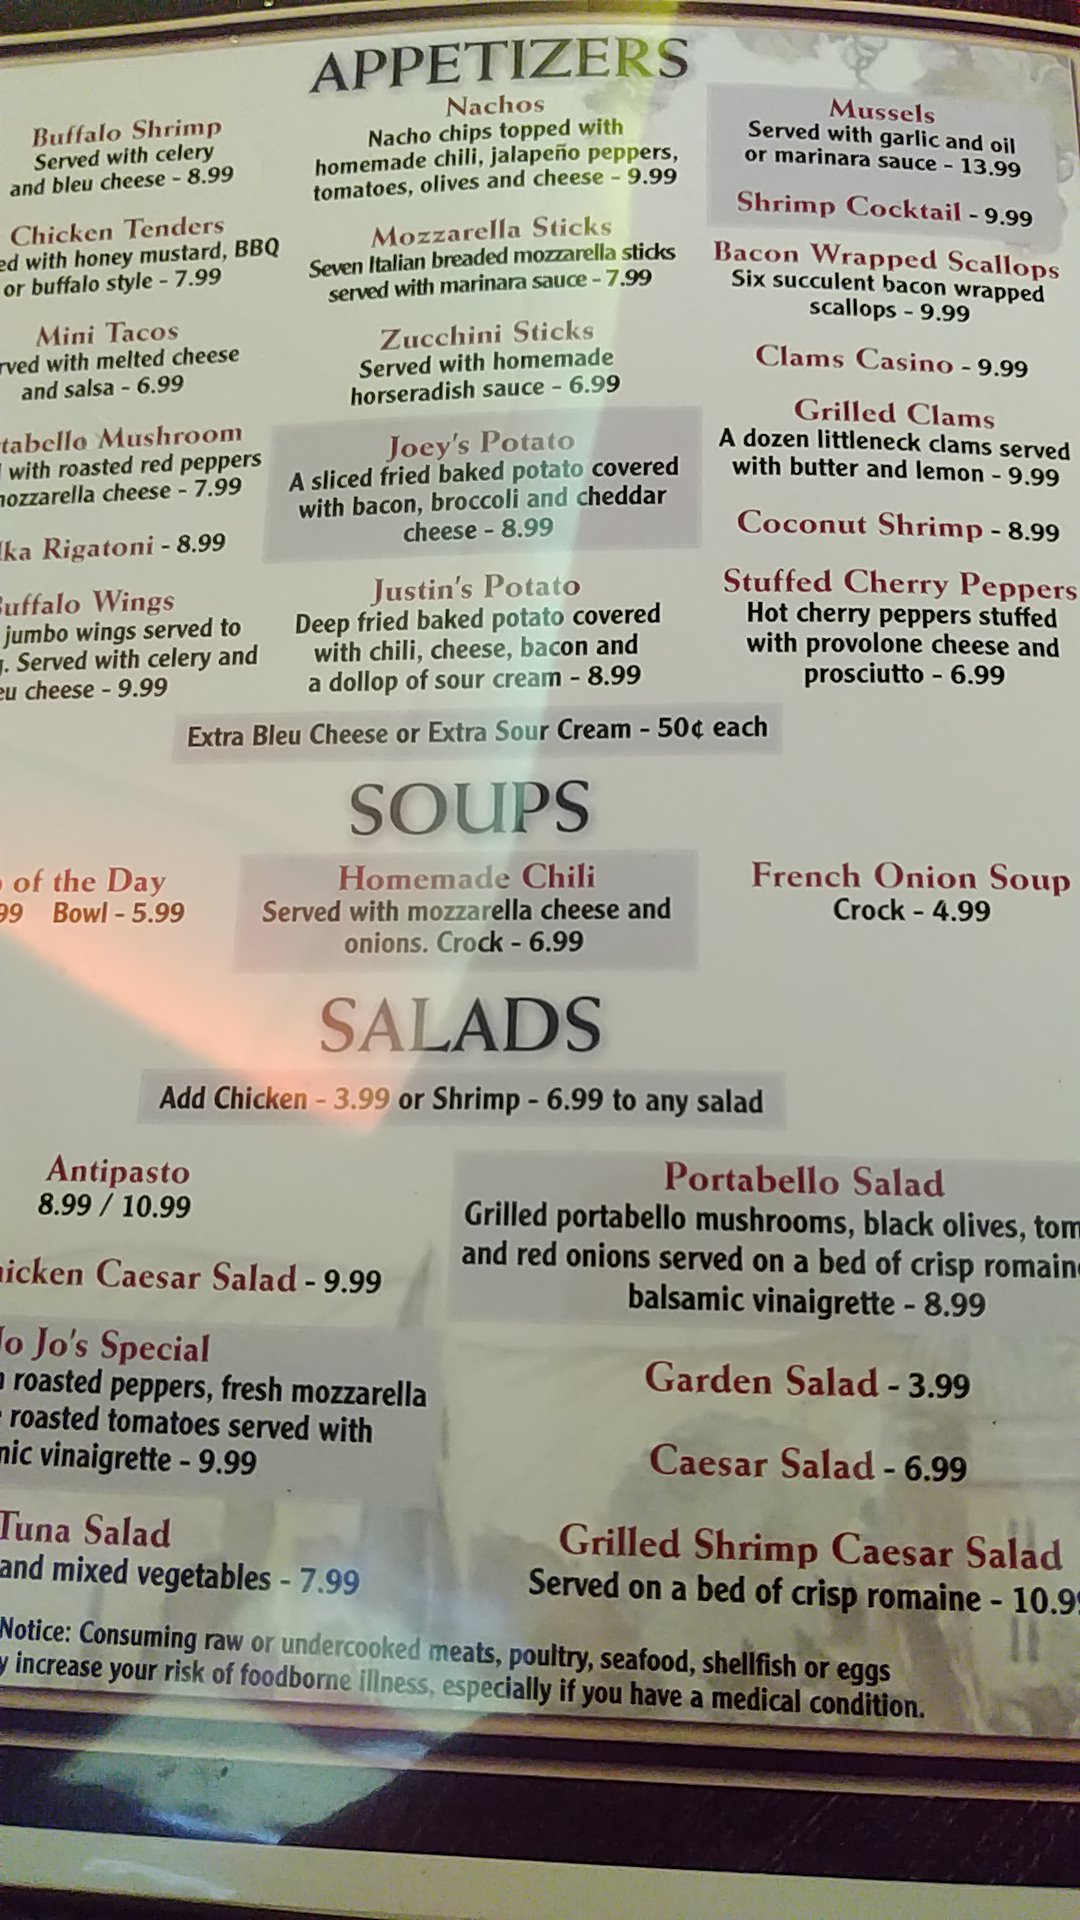 APPETIZERS
Buffalo Shrimp
Served with celery
and bleu cheese - 8.99
Chicken Tenders
with honey mustard, BBQ
or buffalo style - 7.99
Mini Tacos
with melted cheese
and salsa - 6.99
Mushroom
with roasted red peppers
cheese - 7.99
Rigatoni - 8.99
Wings
jumbo wings served to
Served with celery and
cheese - 9.99
Nachos
Nacho chips topped with
homemade chili, jalapeño peppers,
tomatoes, olives and cheese - 9.99
Mozzarella Sticks
Seven Italian breaded mozzarella sticks
served with marinara sauce - 7.99
Zucchini Sticks
Served with homemade
horseradish sauce - 6.99
Joey's Potato
A sliced fried baked potato covered
with bacon, broccoli and cheddar
cheese - 8.99
Justin's Potato
Deep fried baked potato covered
with chili, cheese, bacon and
a dollop of sour cream - 8.99
Mussels
Served with garlic and oil
or marinara sauce - 13.99
Shrimp Cocktail - 9.99
Bacon Wrapped Scallops
Six succulent bacon wrapped
scallops - 9.99
Clams Casino - 9.99
Grilled Clams
A dozen littleneck clams served
with butter and lemon - 9.99
Coconut Shrimp - 8.99
Stuffed Cherry Peppers
Hot cherry peppers stuffed
with provolone cheese and
prosciutto - 6.99
Extra Bleu Cheese or Extra Sour Cream - 50¢ each
SOUPS
of the Day
Bowl - 5.99
Homemade Chili
Served with mozzarella cheese and
onions. Crock - 6.99
French Onion Soup
Crock - 4.99
SALADS
Add Chicken - 3.99 or Shrimp - 6.99 to any salad
Antipasto
8.99 / 10.99
Caesar Salad - 9.99
Jo's Special
roasted peppers, fresh mozzarella
roasted tomatoes served with
vinaigrette - 9.99
Tuna Salad
and mixed vegetables - 7.99
Portabello Salad
Grilled portabello mushrooms, black olives,
and red onions served on a bed of crisp
balsamic vinaigrette - 8.99
Garden Salad - 3.99
Caesar Salad - 6.99
Grilled Shrimp Caesar Salad
Served on a bed of crisp romaine -
Notice: Consuming raw or undercooked meats, poultry, seafood, shellfish or eggs
increase your risk of foodborne illness, especially if you have a medical condition.